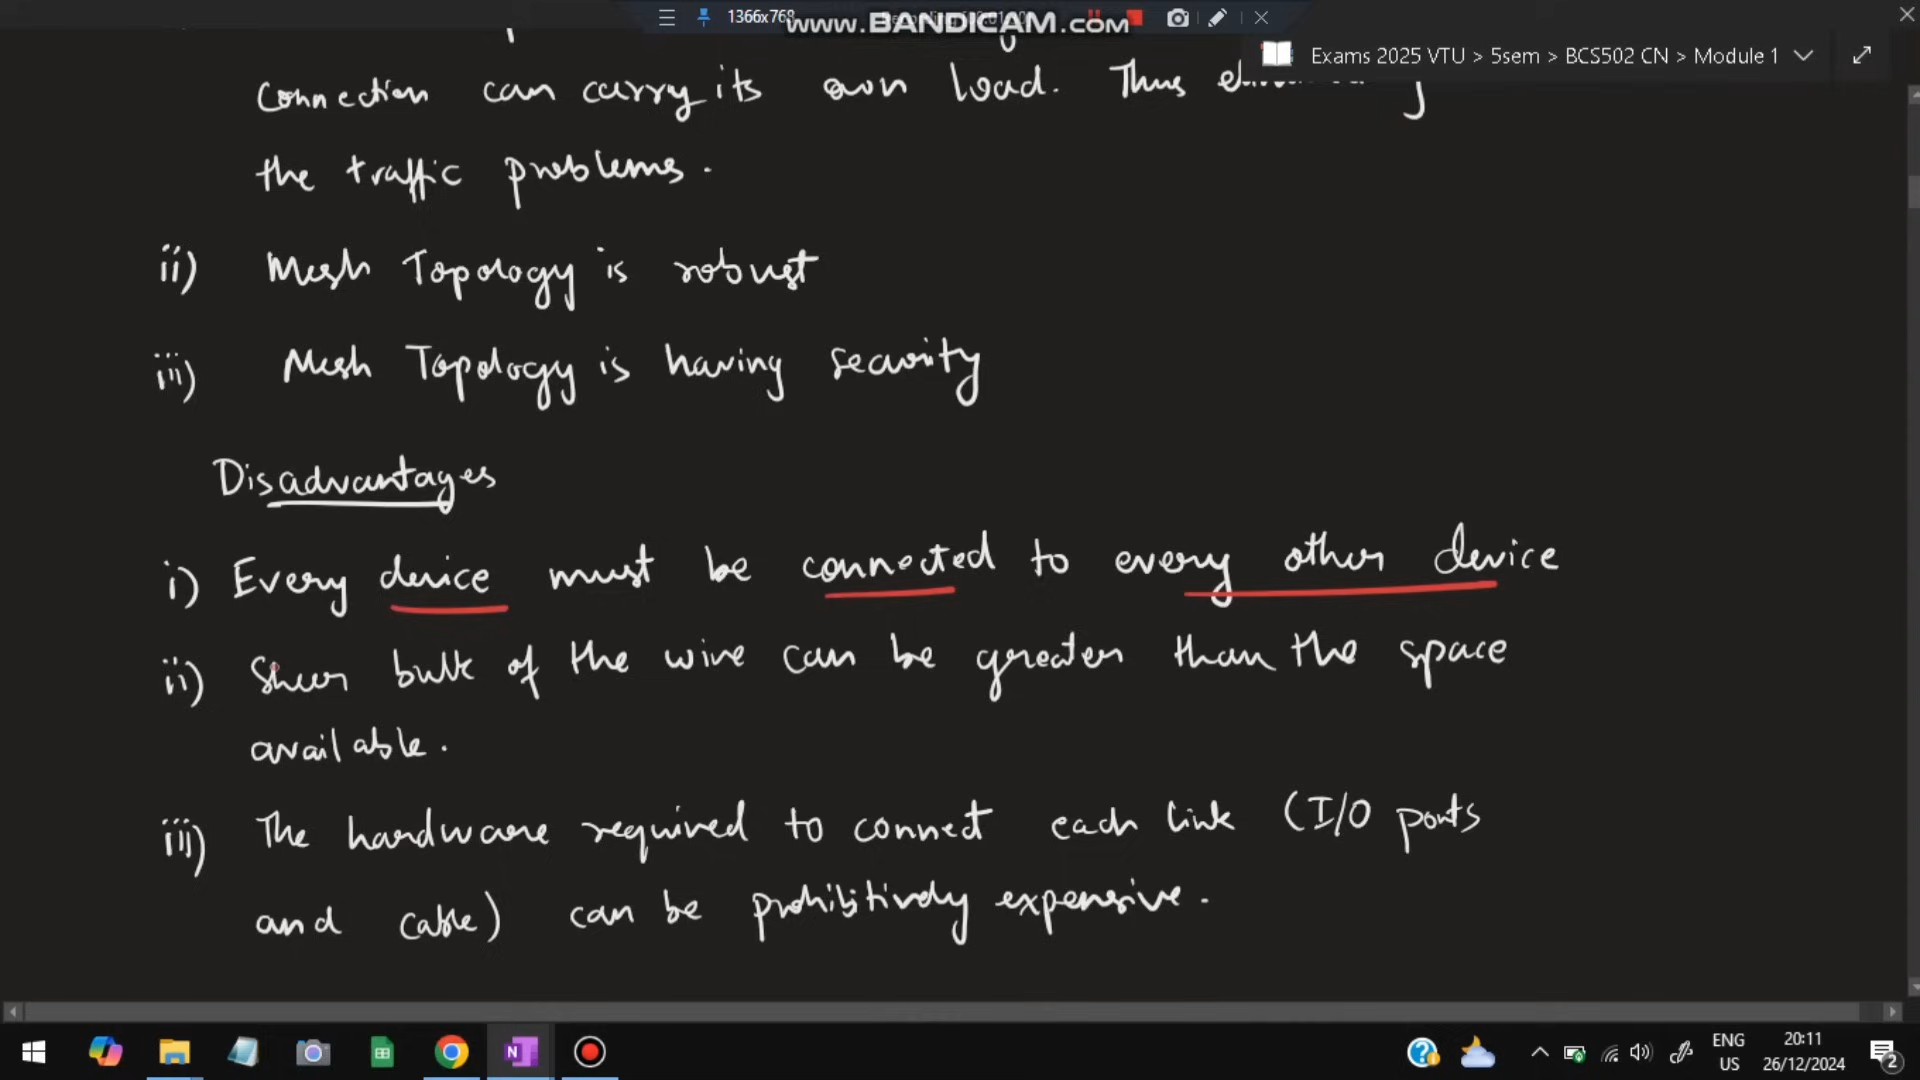 1366x768
www.BANDICAM.com
Exams 2025 VTU > 5sem > BCS502 CN > Module 1
Connection can carry its own load. Thus
the traffic problems.
ii) Mesh Topology is robust
iii) Mesh Topology is having security
Disadvantages
i) Every device must be connected to every other device
ii) Sheer bulk of the wire can be greater than the space
available.
iii) The hardware required to connect each link (I/O ports
and cable) can be prohibitively expensive.
ENG
US
20:11
26/12/2024
2